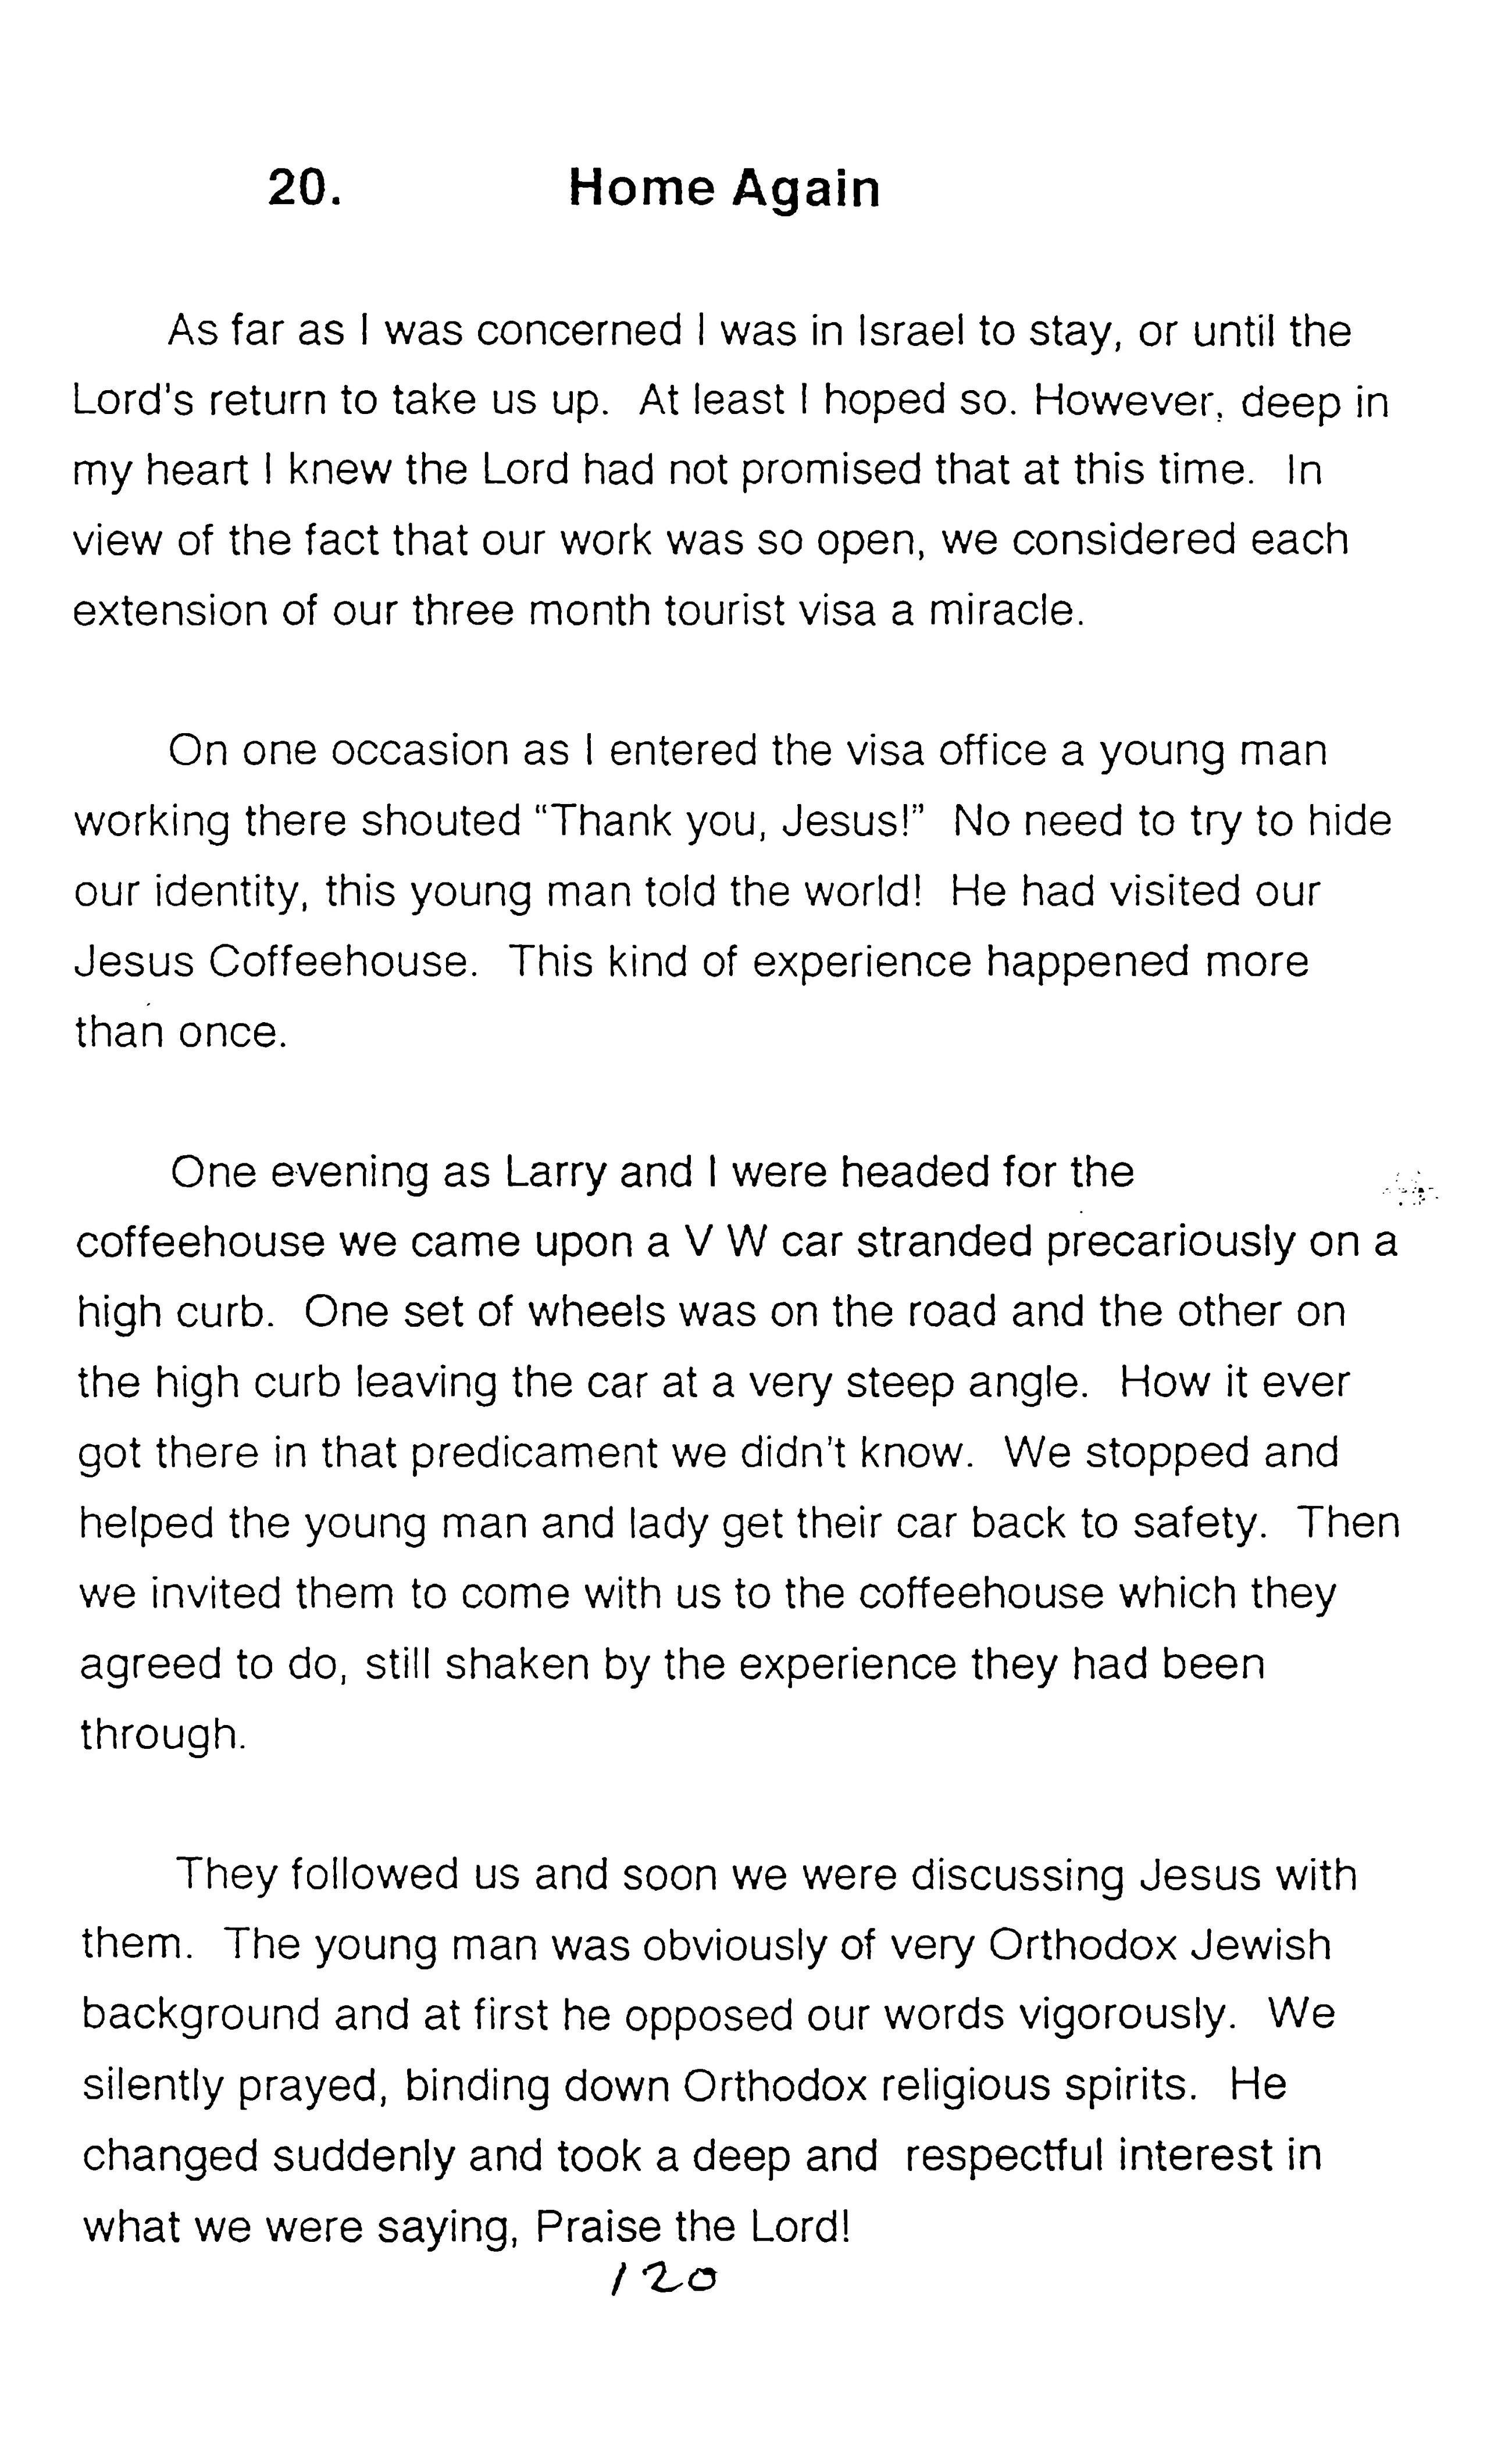 20. Home Again
As far as I was concerned I was in Israel to stay, or until the
Lord's return to take us up. At least I hoped so. However, deep in
my heart I knew the Lord had not promised that at this time. In
view of the fact that our work was so open, we considered each
extension of our three month tourist visa a miracle.
On one occasion as I entered the visa office a young man
working there shouted “Thank you, Jesus!” No need to try to hide
our identity, this young man told the world! He had visited our
Jesus Coffeehouse. This kind of experience happened more
than once.
One evening as Larry and I were headed for the
coffeehouse we came upon a V W car stranded precariously on a
high curb. One set of wheels was on the road and the other on
the high curb leaving the car at a very steep angle. How it ever
got there in that predicament we didn't know. We stopped and
helped the young man and lady get their car back to safety. Then
we invited them to come with us to the coffeehouse which they
agreed to do, still shaken by the experience they had been
through.
They followed us and soon we were discussing Jesus with
them. The young man was obviously of very Orthodox Jewish
background and at first he opposed our words vigorously. We
silently prayed, binding down Orthodox religious spirits. He
changed suddenly and took a deep and respectful interest in
what we were saying, Praise the Lord!
120